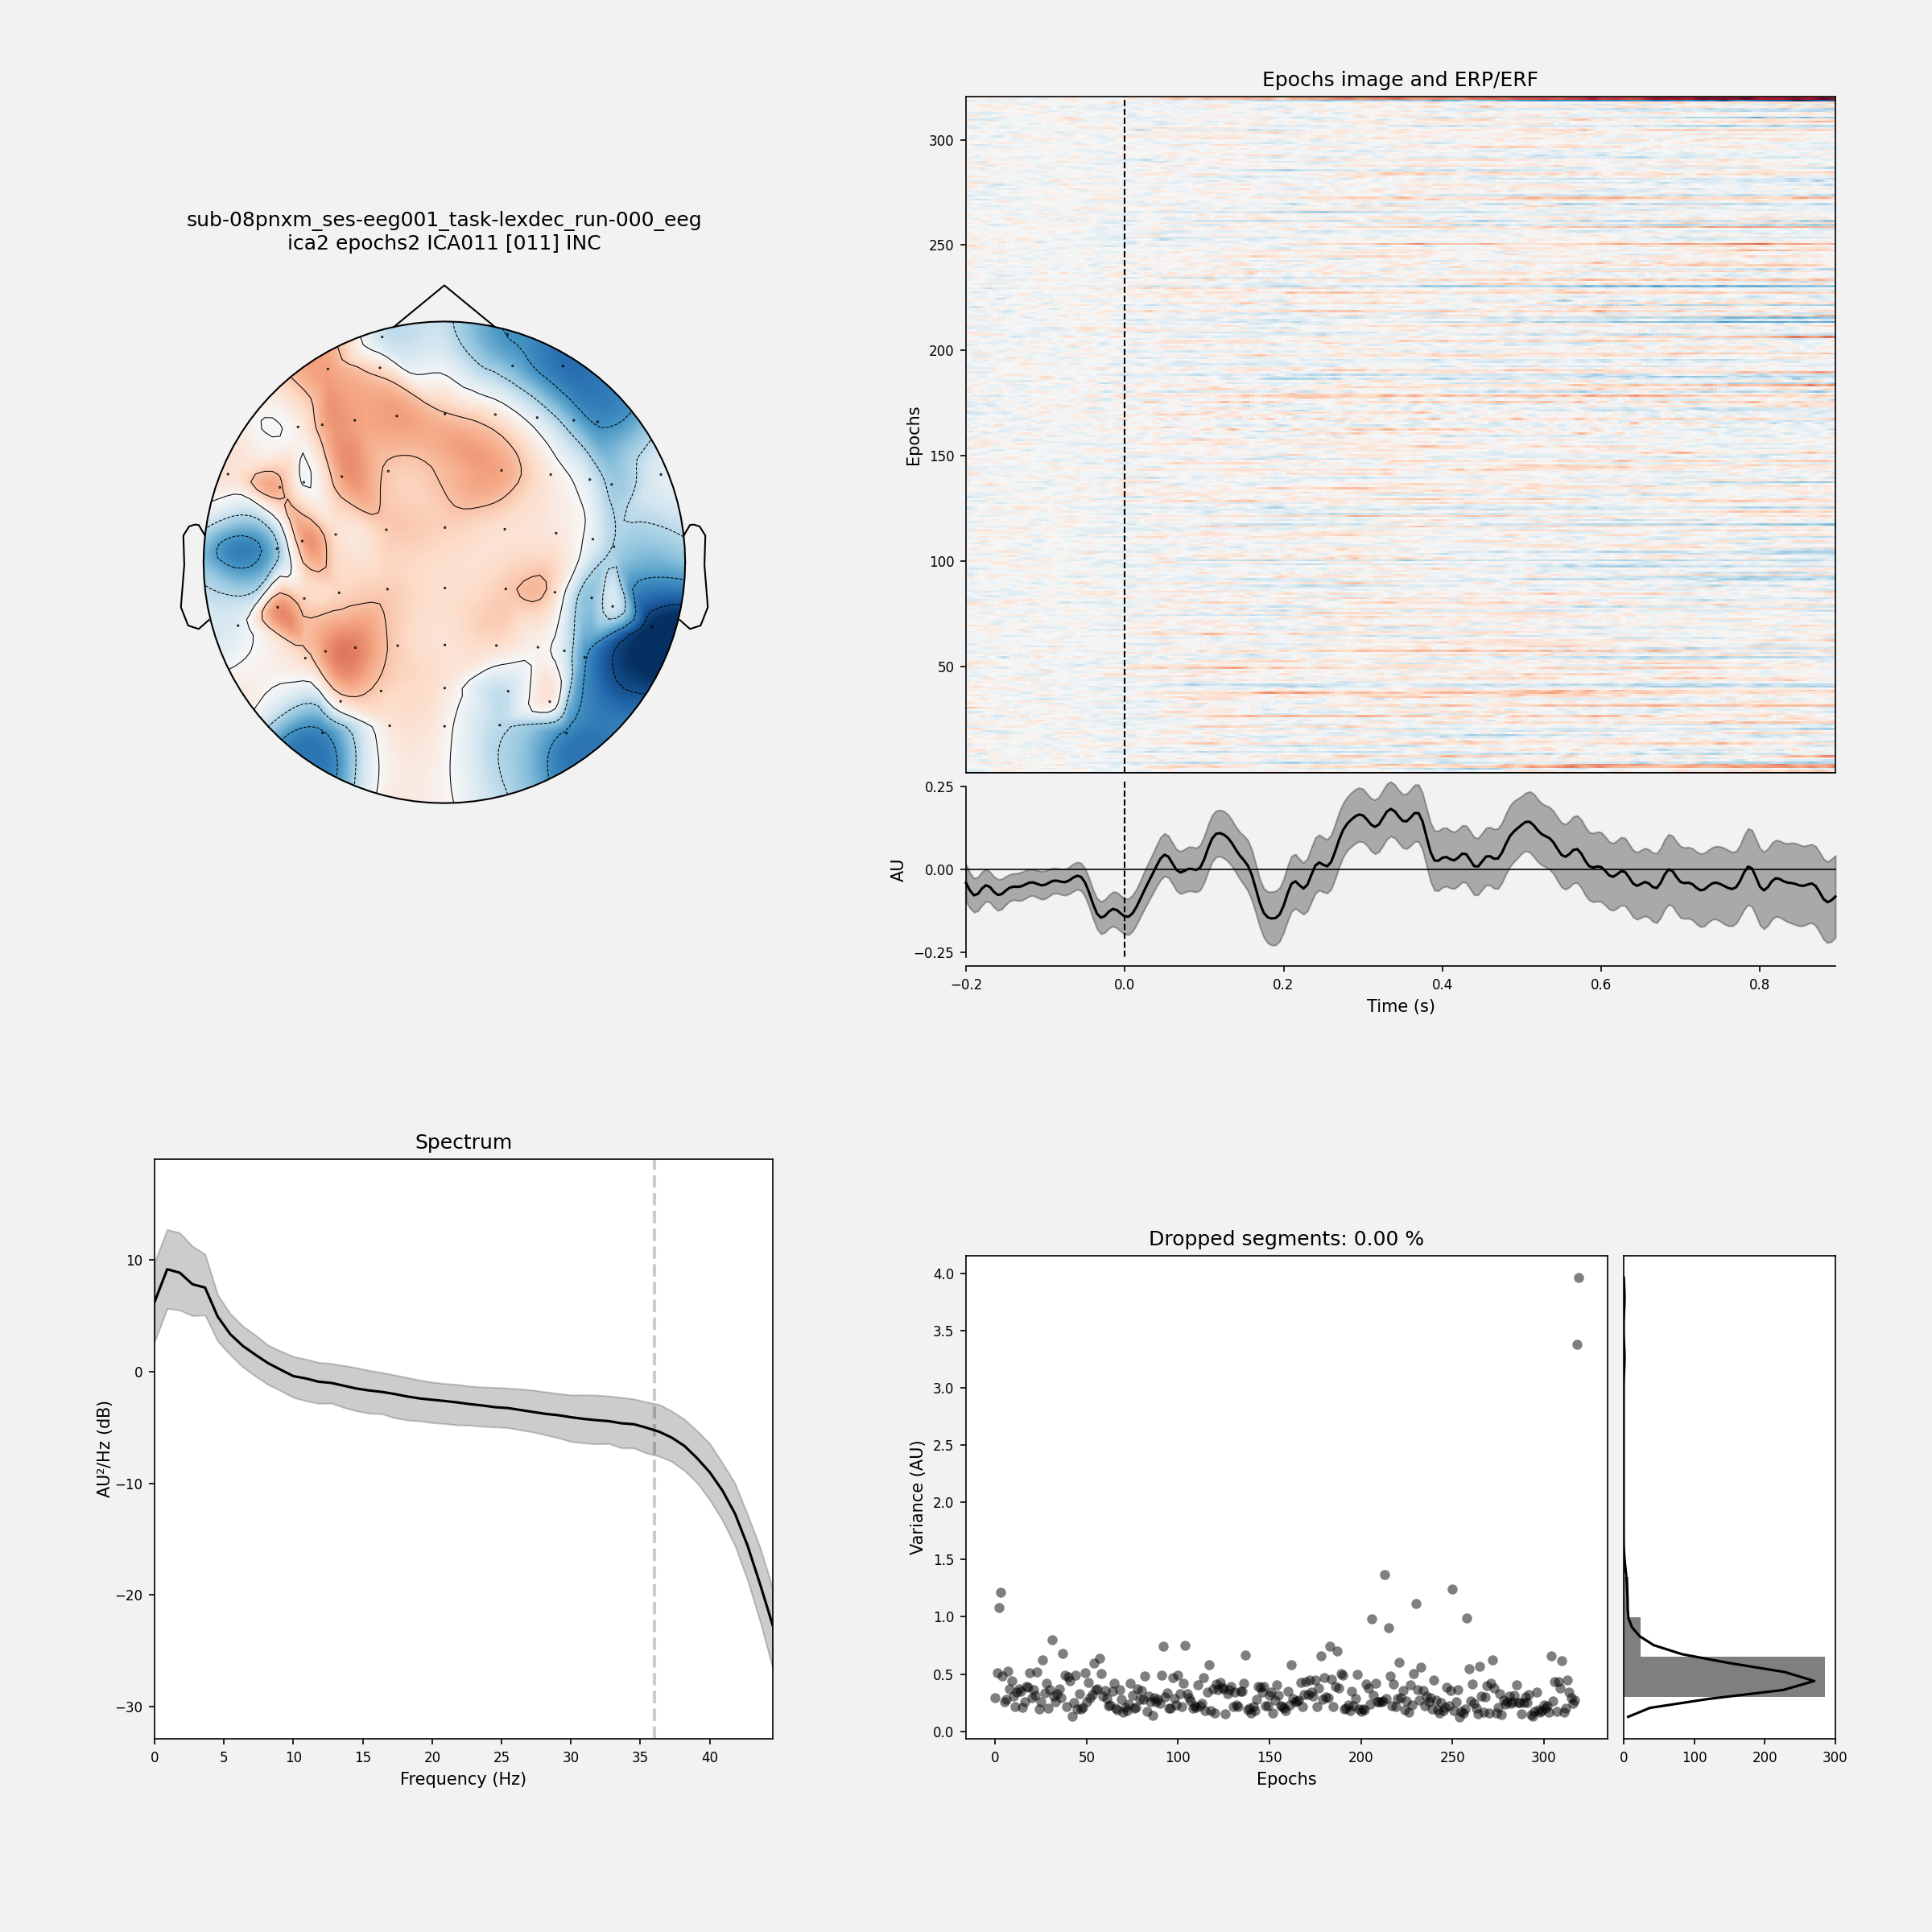 sub-08pnxm_ses-eeg001_task-lexdec_run-000_eeg
ica2 epochs2 ICA011 [011] INC
Epochs image and ERP/ERF
Epochs
300
250
200
150
100
50
AU
0.25
0.00
−0.25
−0.2 0.0 0.2 0.4 0.6 0.8
Time (s)
Spectrum
AU²/Hz (dB)
10
0
−10
−20
−30
0 5 10 15 20 25 30 35 40
Frequency (Hz)
Dropped segments: 0.00 %
Variance (AU)
4.0
3.5
3.0
2.5
2.0
1.5
1.0
0.5
0.0
0 50 100 150 200 250 300
Epochs
0 100 200 300